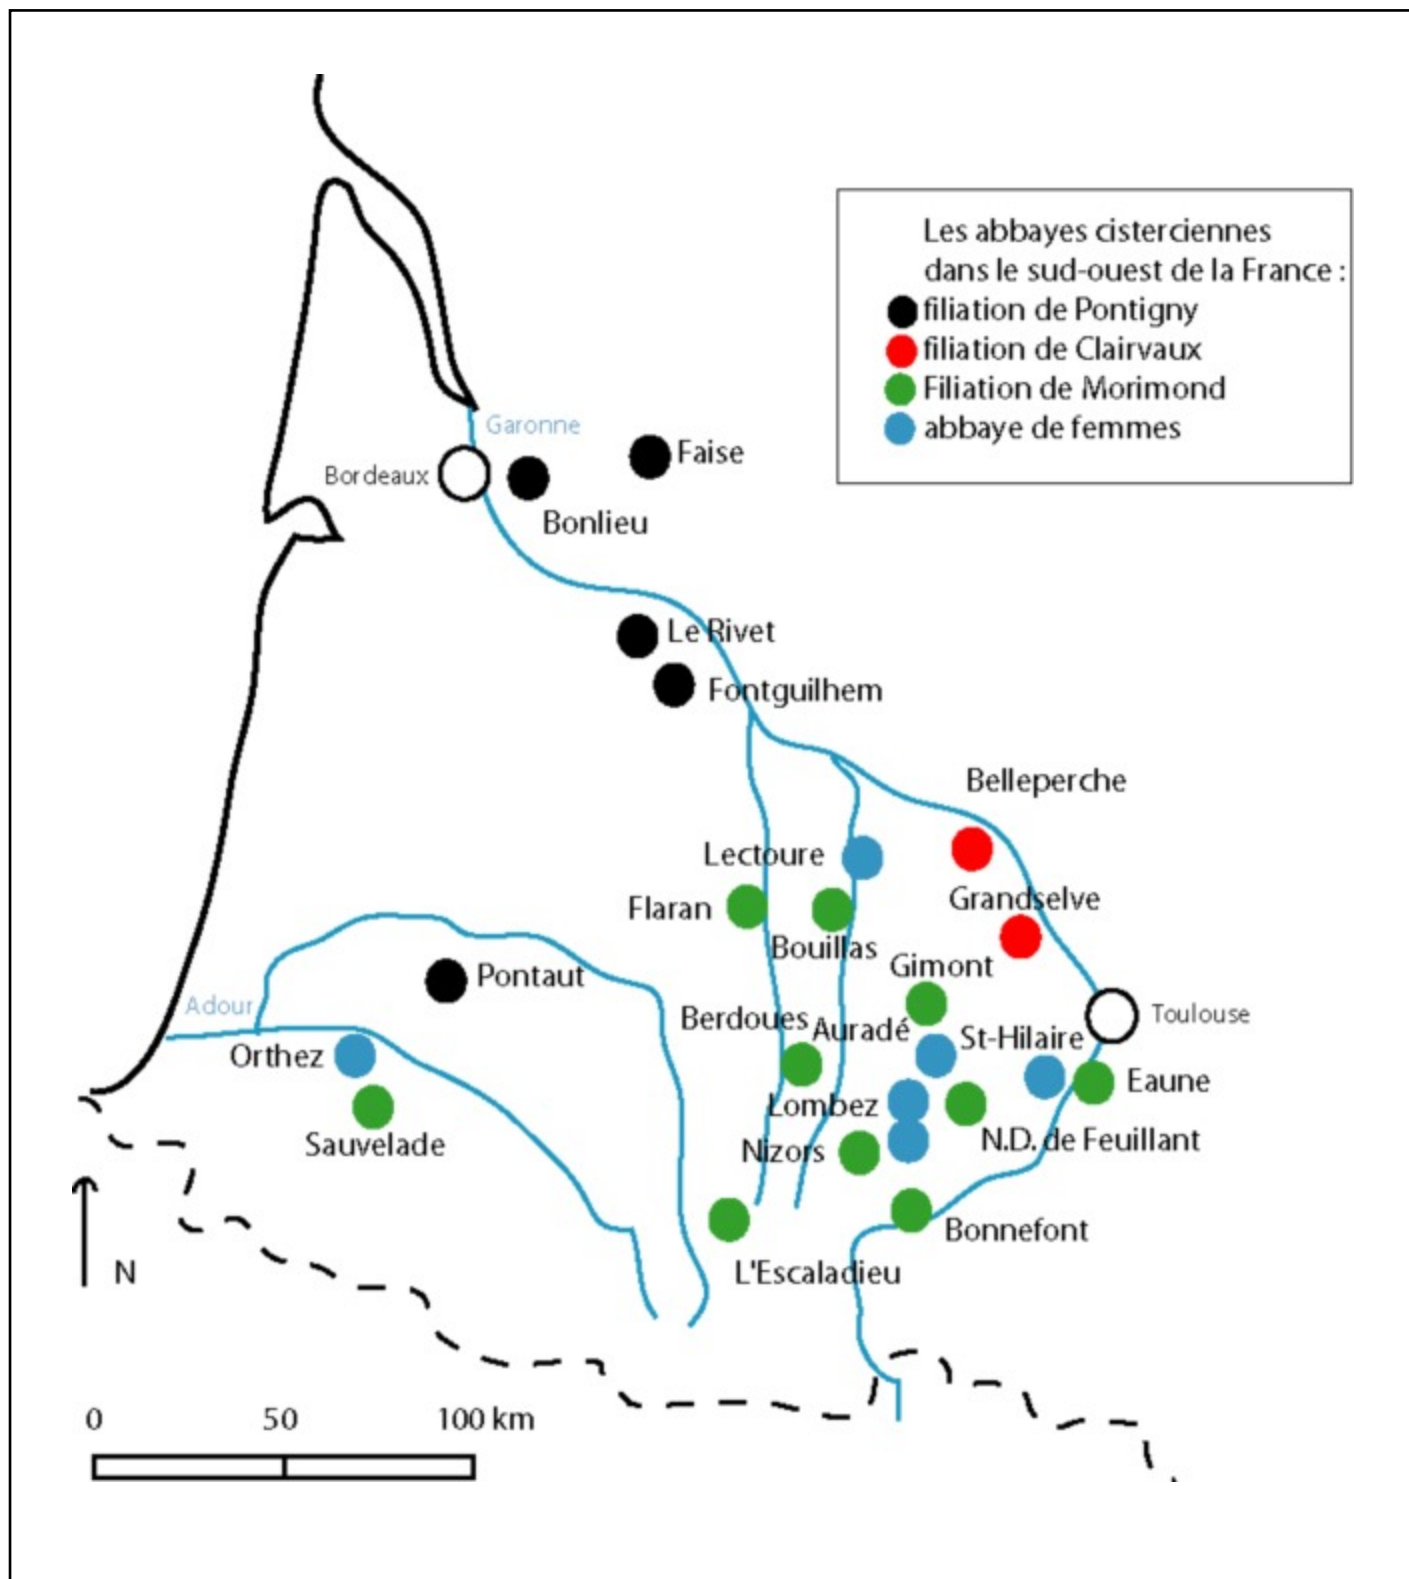 Les abbayes cisterciennes
dans le sud-ouest de la France :
filiation de Pontigny
filiation de Clairvaux
Filiation de Morimond
abbaye de femmes
Garonne
Bordeaux
Faise
Bonlieu
Le Rivet
Fontguilhem
Belleperche
Lectoure
Grandselve
Flaran
Bouillas
Gimont
Pontaut
Adour
Berdoues
Auradé
St-Hilaire
Toulouse
Orthez
Eaune
Lombez
Sauvelade
Nizors
N.D. de Feuillant
Bonnefont
L'Escaladieu
N
0 50 100 km